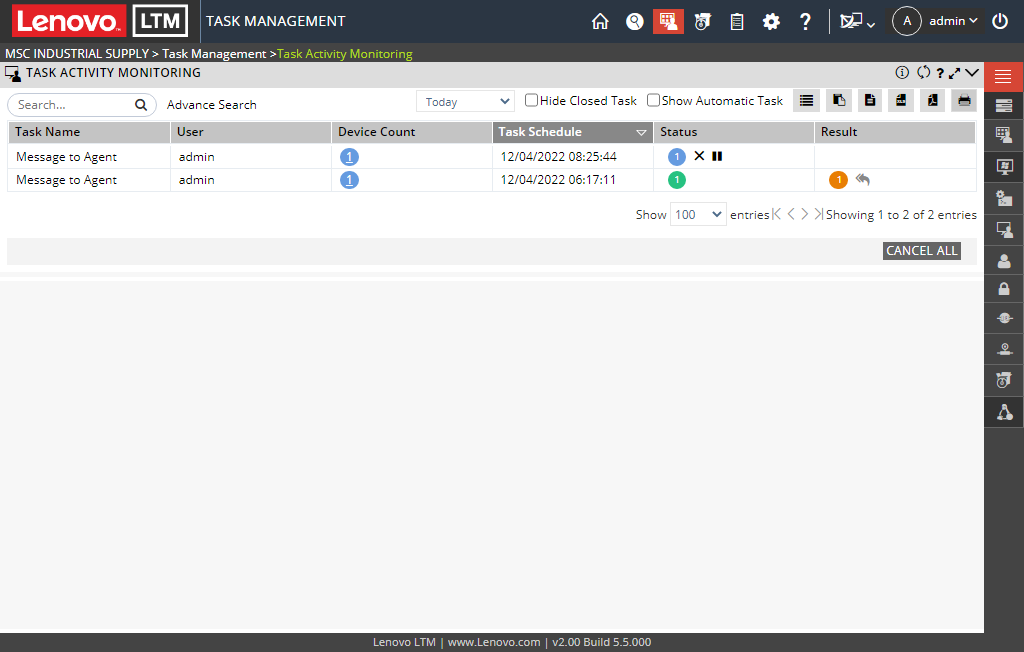 Lenovo™ LTM TASK MANAGEMENT ? A admin
MSC INDUSTRIAL SUPPLY > Task Management >Task Activity Monitoring
TASK ACTIVITY MONITORING ?
Search... Advance Search Today Hide Closed Task Show Automatic Task
Task Name User Device Count Task Schedule Status Result
Message to Agent admin 1 12/04/2022 08:25:44 1
Message to Agent admin 1 12/04/2022 06:17:11 1 1
Show 100 entries Showing 1 to 2 of 2 entries
CANCEL ALL
Lenovo LTM | www.Lenovo.com | v2.00 Build 5.5.000